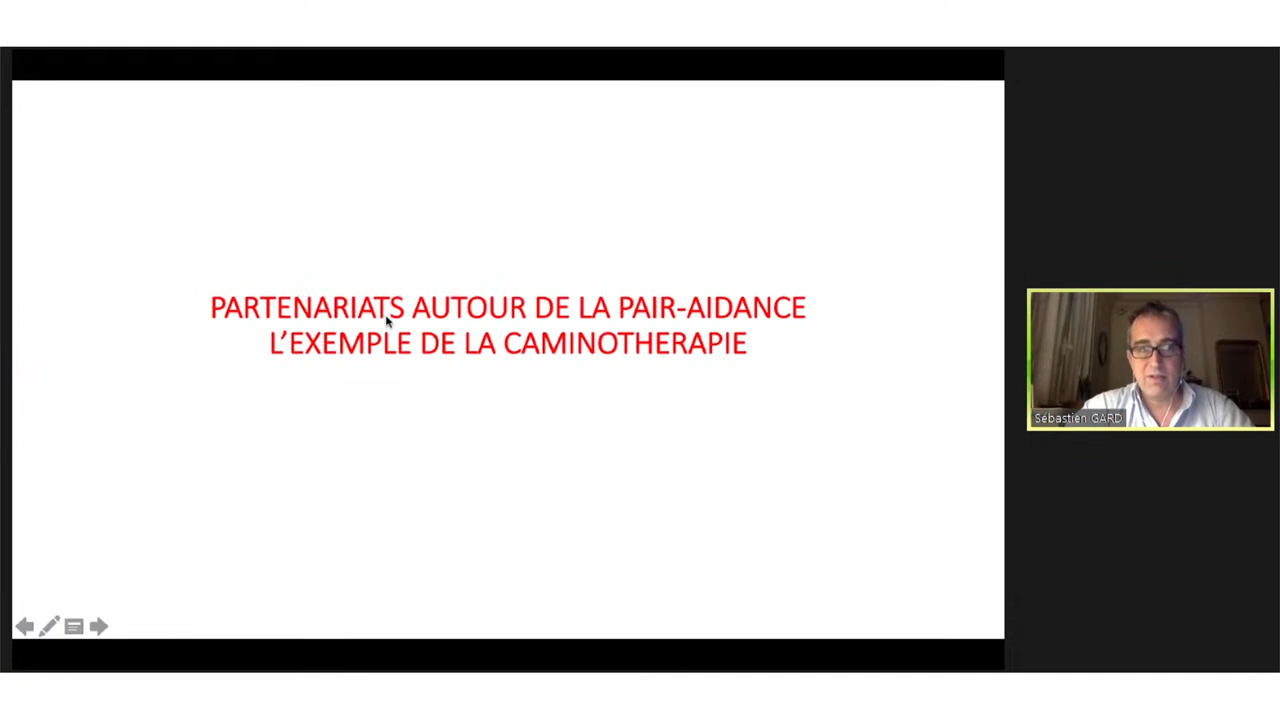 PARTENARIATS AUTOUR DE LA PAIR-AIDANCE
L’EXEMPLE DE LA CAMINOTHERAPIE
Sébastien GARD